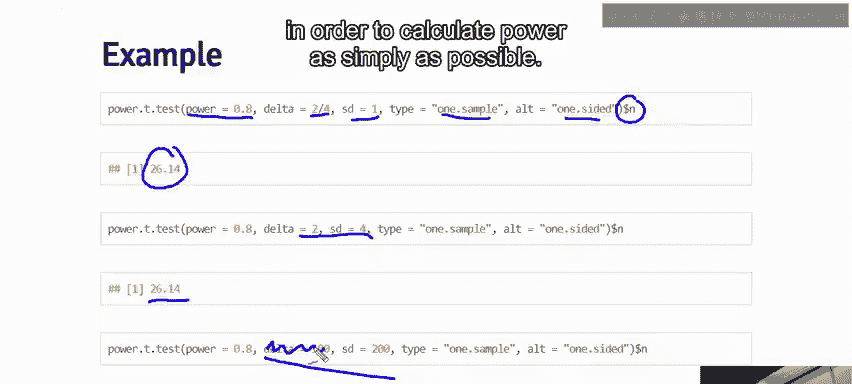 in order to calculate power
as simply as possible.
Example
power.t.test(power = 0.8, delta = 2/4, sd = 1, type = "one.sample", alt = "one.sided")$n
## [1] 26.14
power.t.test(power = 0.8, delta = 2, sd = 4, type = "one.sample", alt = "one.sided")$n
## [1] 26.14
power.t.test(power = 0.8, sd = 200, type = "one.sample", alt = "one.sided")$n